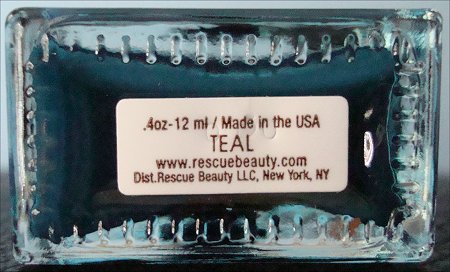 .4oz-12 ml / Made in the USA
TEAL
www.rescuebeauty.com
Dist.Rescue Beauty LLC, New York, NY